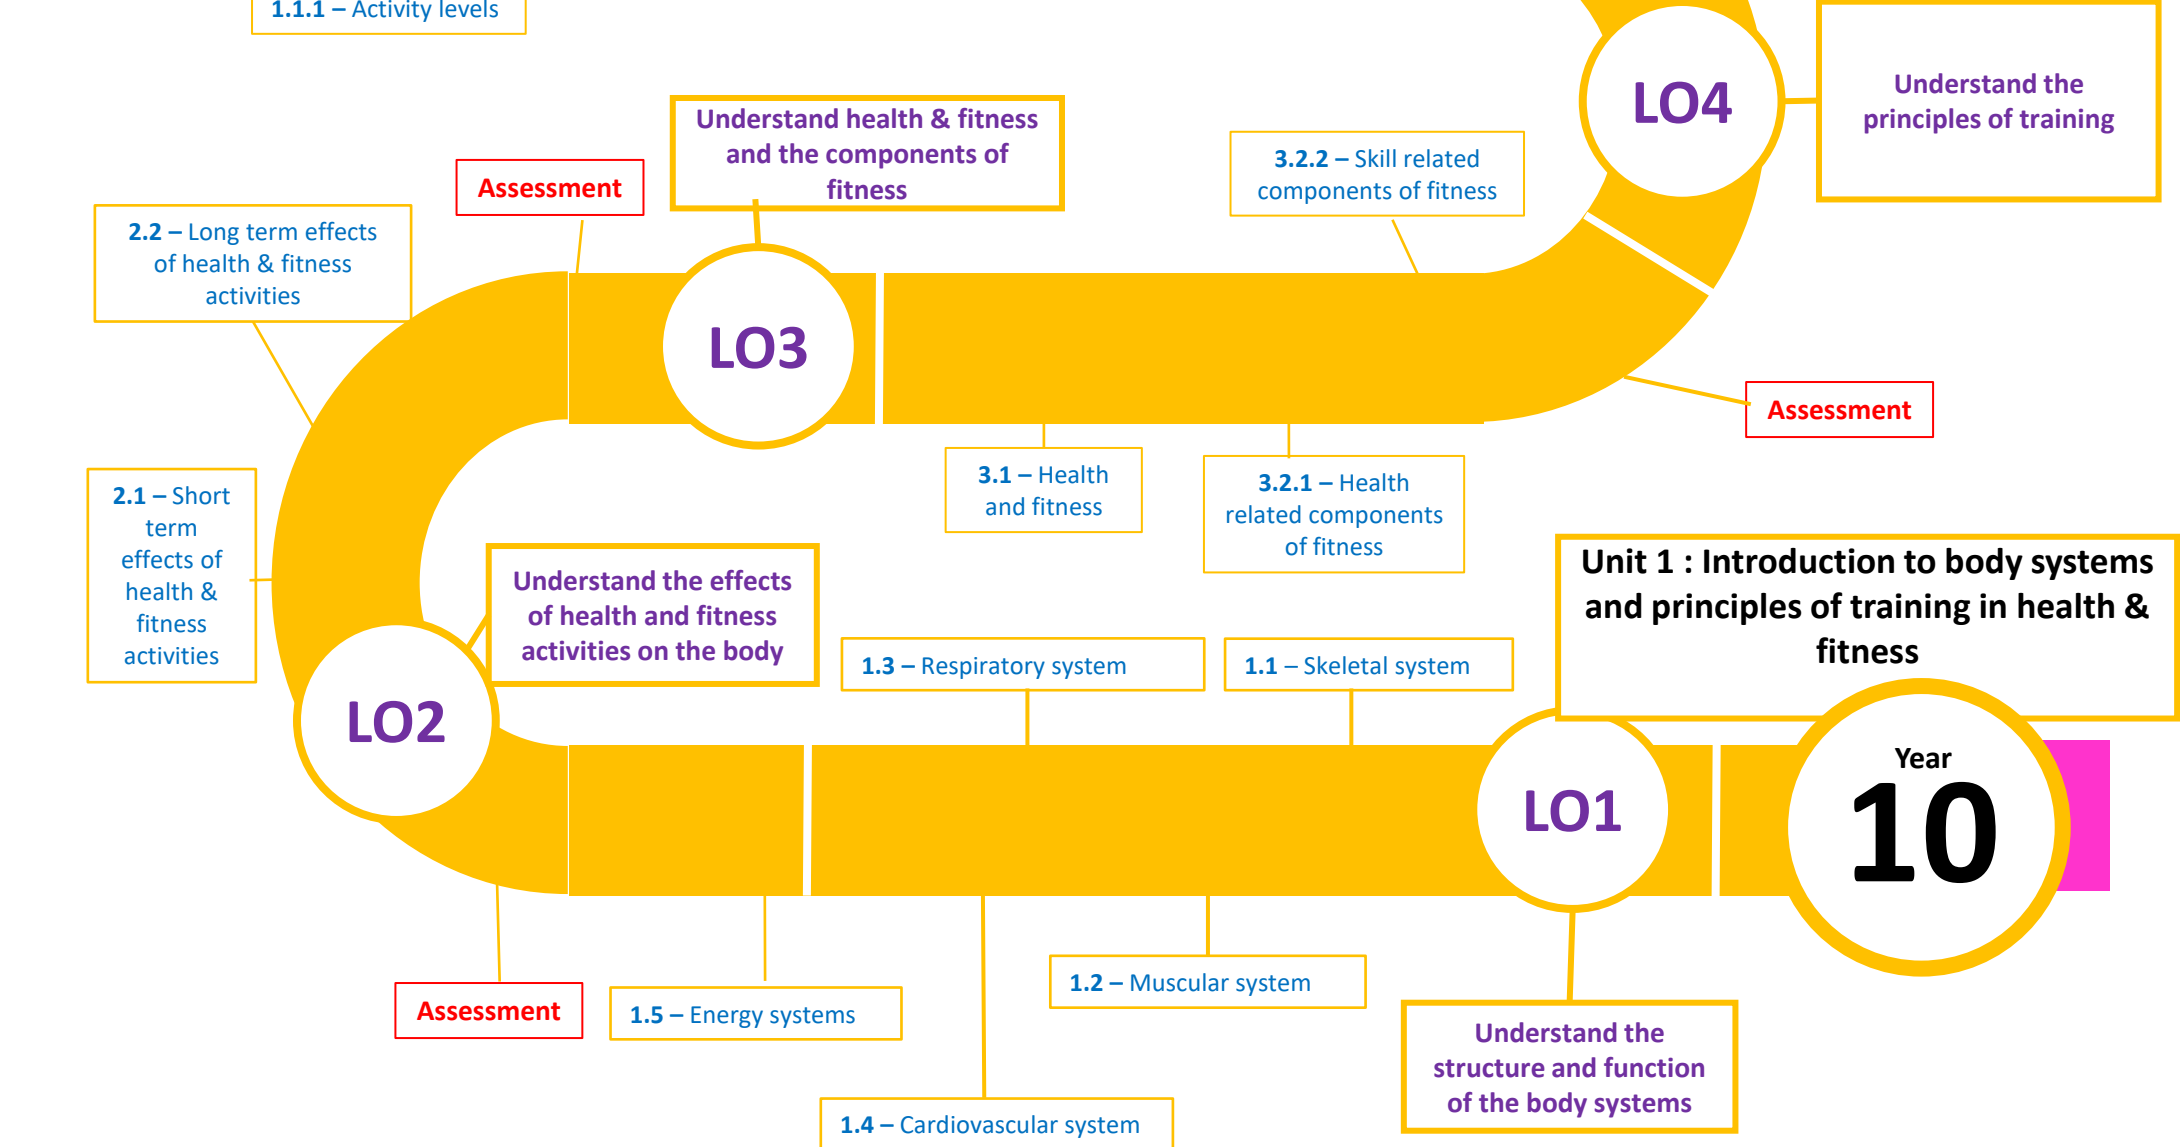 1.1.1 – Activity levels
LO4
Understand the
principles of training
Understand health & fitness
and the components of
fitness
Assessment
3.2.2 – Skill related
components of fitness
2.2 – Long term effects
of health & fitness
activities
LO3
Assessment
3.1 – Health
and fitness
3.2.1 – Health
related components
of fitness
2.1 – Short
term
effects of
health &
fitness
activities
Understand the effects
of health and fitness
activities on the body
Unit 1 : Introduction to body systems
and principles of training in health &
fitness
1.3 – Respiratory system
1.1 – Skeletal system
LO2
LO1
Year
10
Assessment
1.5 – Energy systems
1.2 – Muscular system
Understand the
structure and function
of the body systems
1.4 – Cardiovascular system